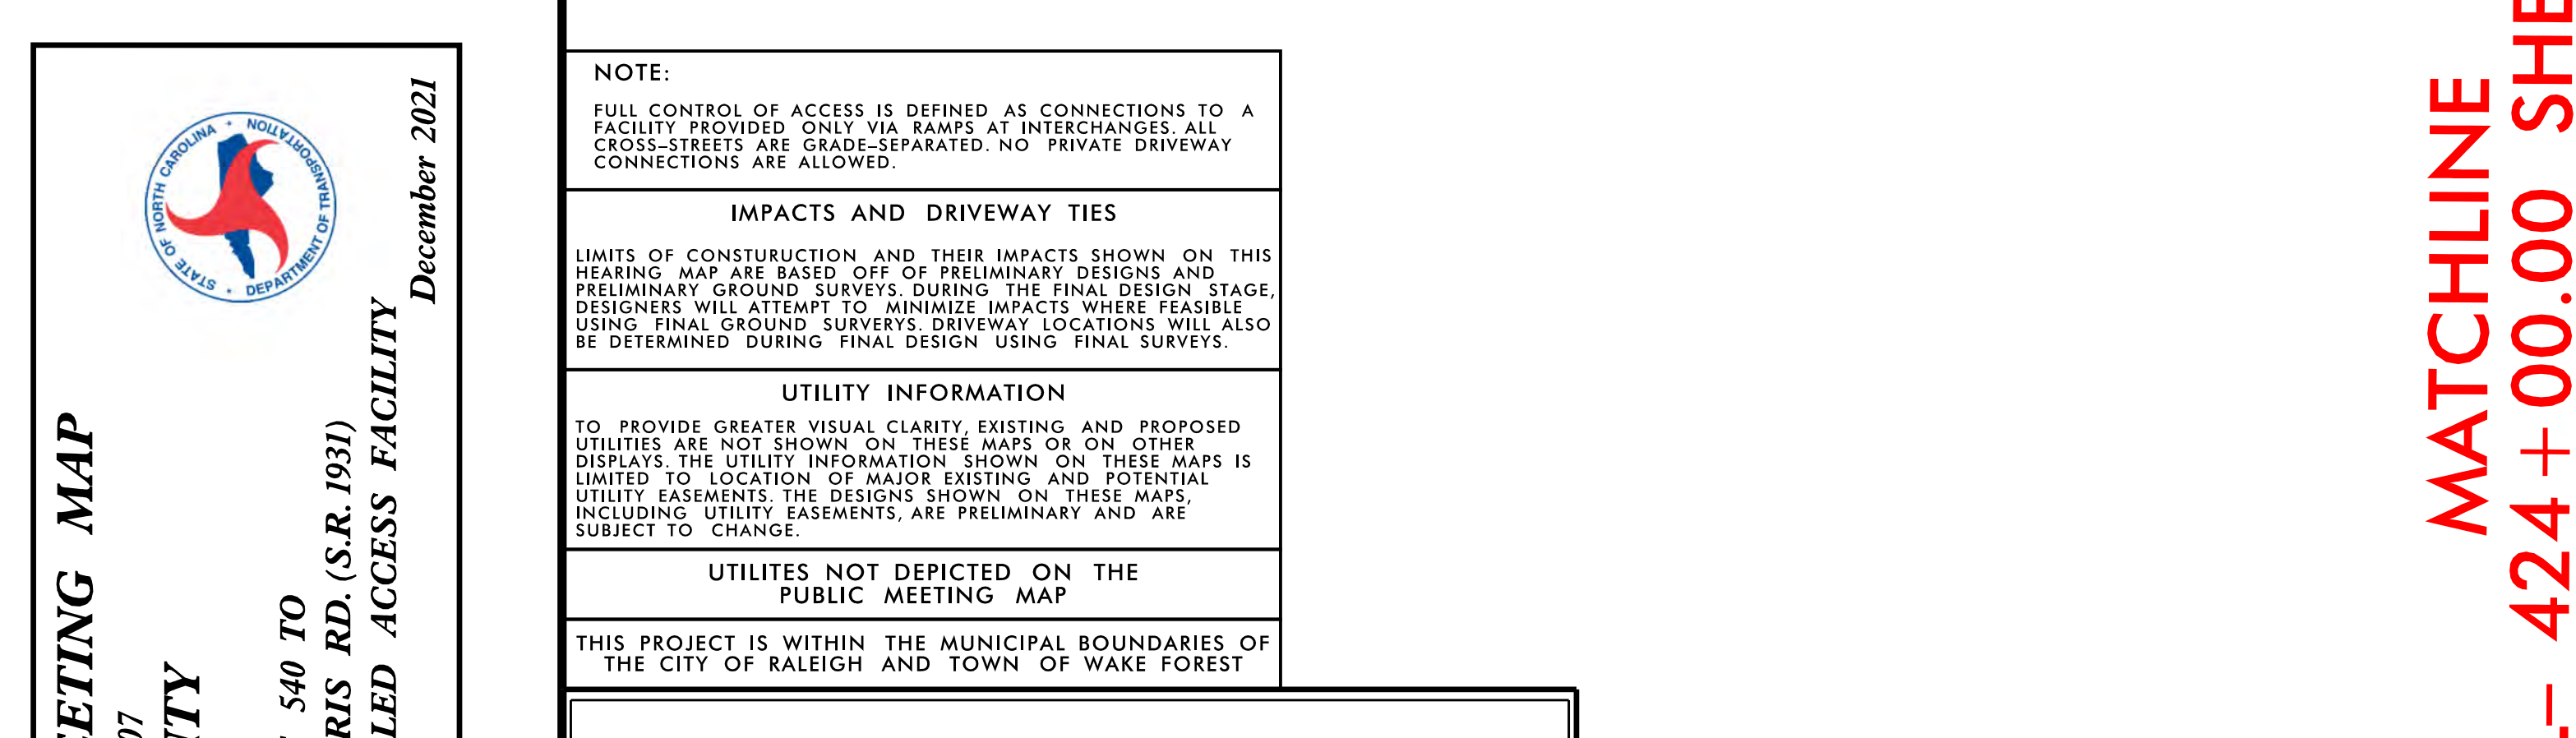 STATE OF NORTH CAROLINA
DEPARTMENT OF TRANSPORTATION
December 2021
ACCESS FACILITY
RD. (S.R. 1931)
540 TO
MAP
NOTE:
FULL CONTROL OF ACCESS IS DEFINED AS CONNECTIONS TO A
FACILITY PROVIDED ONLY VIA RAMPS AT INTERCHANGES. ALL
CROSS-STREETS ARE GRADE-SEPARATED. NO PRIVATE DRIVEWAY
CONNECTIONS ARE ALLOWED.
IMPACTS AND DRIVEWAY TIES
LIMITS OF CONSTURUCTION AND THEIR IMPACTS SHOWN ON THIS
HEARING MAP ARE BASED OFF OF PRELIMINARY DESIGNS AND
PRELIMINARY GROUND SURVEYS. DURING THE FINAL DESIGN STAGE,
DESIGNERS WILL ATTEMPT TO MINIMIZE IMPACTS WHERE FEASIBLE
USING FINAL GROUND SURVERYS. DRIVEWAY LOCATIONS WILL ALSO
BE DETERMINED DURING FINAL DESIGN USING FINAL SURVEYS.
UTILITY INFORMATION
TO PROVIDE GREATER VISUAL CLARITY, EXISTING AND PROPOSED
UTILITIES ARE NOT SHOWN ON THESE MAPS OR ON OTHER
DISPLAYS. THE UTILITY INFORMATION SHOWN ON THESE MAPS IS
LIMITED TO LOCATION OF MAJOR EXISTING AND POTENTIAL
UTILITY EASEMENTS. THE DESIGNS SHOWN ON THESE MAPS,
INCLUDING UTILITY EASEMENTS, ARE PRELIMINARY AND ARE
SUBJECT TO CHANGE.
UTILITES NOT DEPICTED ON THE
PUBLIC MEETING MAP
THIS PROJECT IS WITHIN THE MUNICIPAL BOUNDARIES OF
THE CITY OF RALEIGH AND TOWN OF WAKE FOREST
MATCHLINE
424+00.00